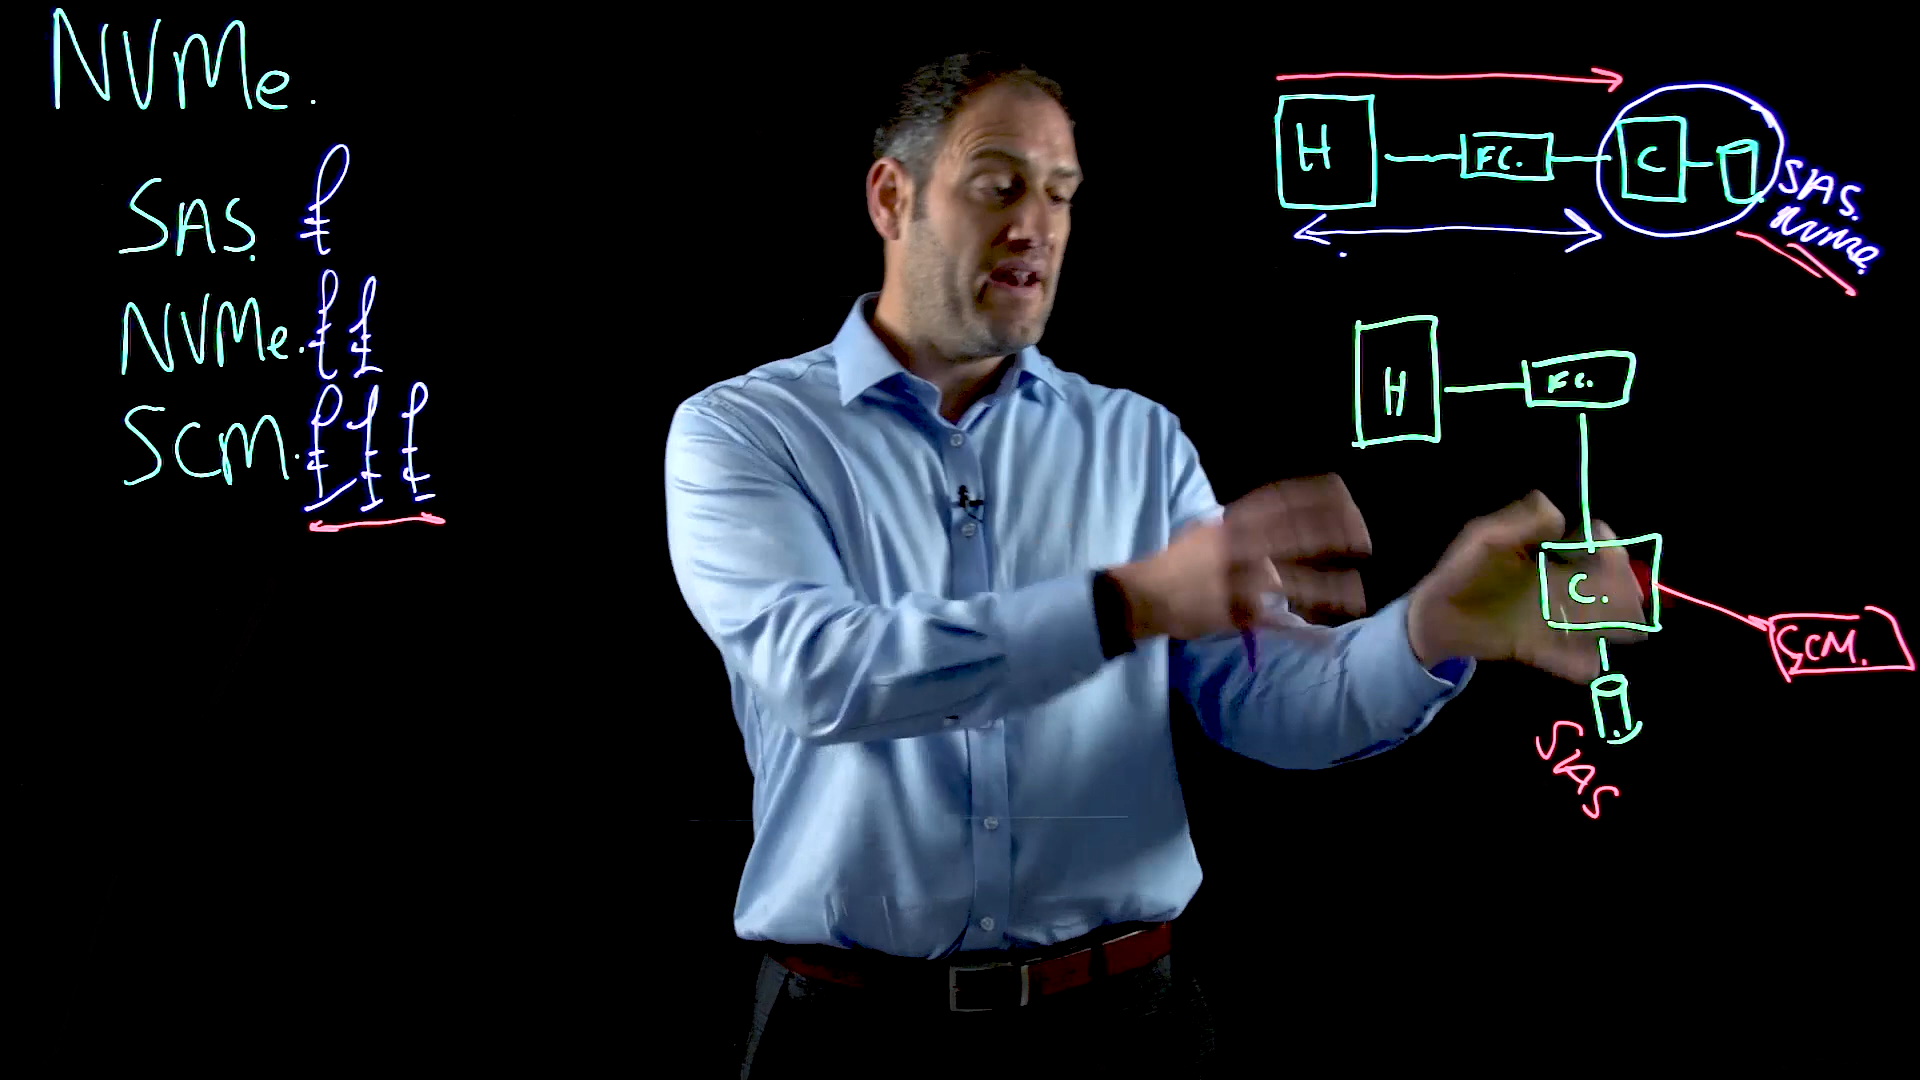 NVMe.
SAS. £
NVMe. £ £
SCM. £ £ £
H FC. C
SAS.
NVMe.
H FC.
C.
SCM.
SAS